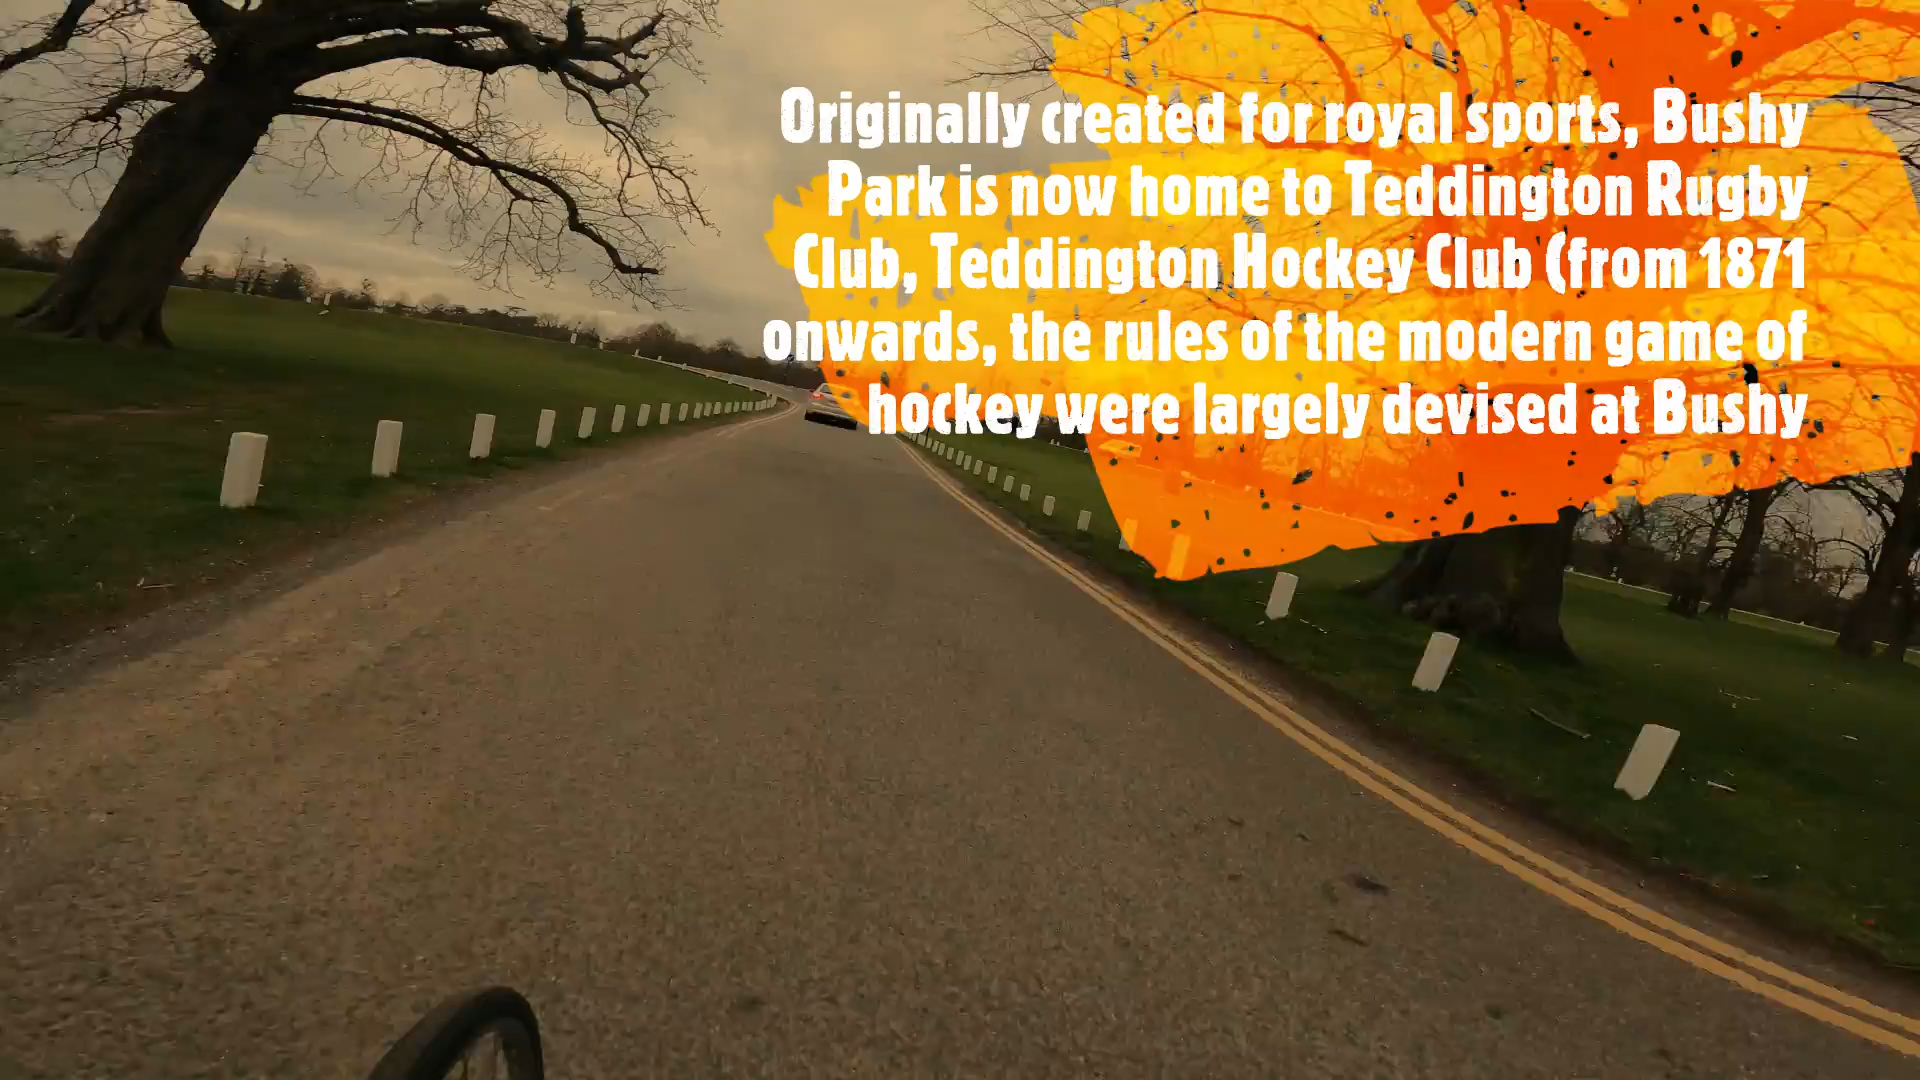 Originally created for royal sports, Bushy
Park is now home to Teddington Rugby
Club, Teddington Hockey Club (from 1871
onwards, the rules of the modern game of
hockey were largely devised at Bushy